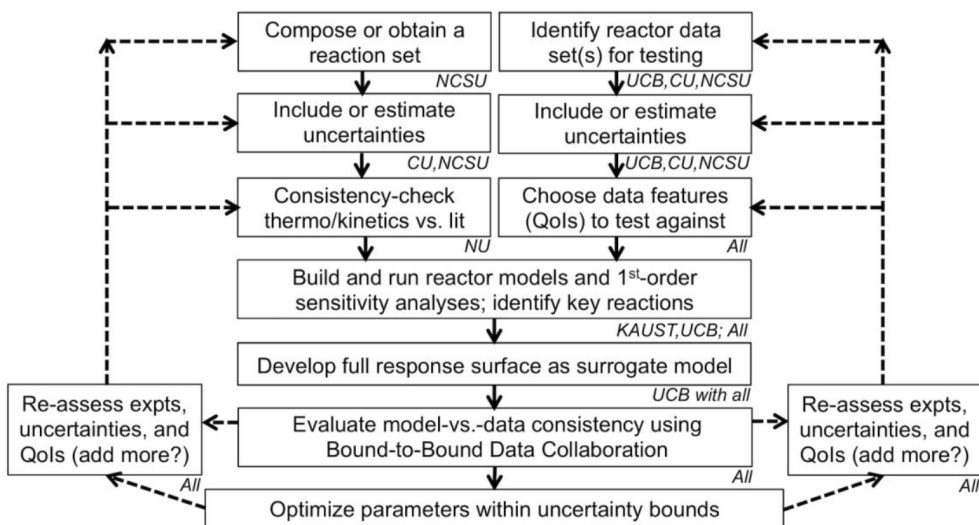 Compose or obtain a
reaction set
NCSU
Identify reactor data
set(s) for testing
UCB,CU,NCSU
Include or estimate
uncertainties
CU,NCSU
Include or estimate
uncertainties
UCB,CU,NCSU
Consistency-check
thermo/kinetics vs. lit
NU
Choose data features
(QoIs) to test against
All
Build and run reactor models and 1st-order
sensitivity analyses; identify key reactions
KAUST,UCB; All
Develop full response surface as surrogate model
UCB with all
Re-assess expts,
uncertainties, and
QoIs (add more?)
All
Evaluate model-vs.-data consistency using
Bound-to-Bound Data Collaboration
All
Re-assess expts,
uncertainties, and
QoIs (add more?)
All
Optimize parameters within uncertainty bounds